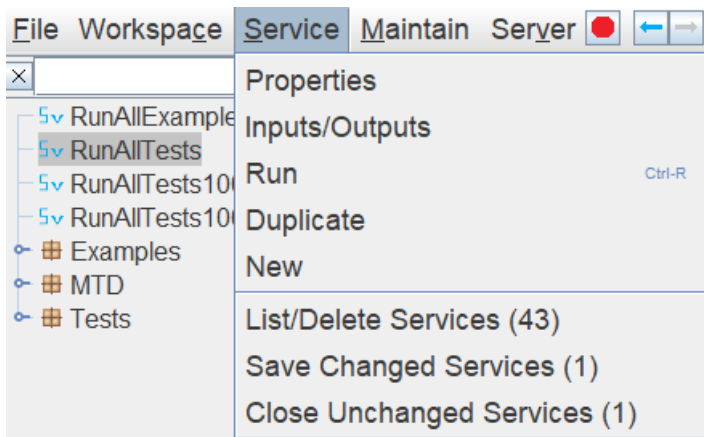 File Workspace Service Maintain Server
RunAllExample
RunAllTests
RunAllTests10
RunAllTests10
Examples
MTD
Tests
Properties
Inputs/Outputs
Run Ctrl-R
Duplicate
New
List/Delete Services (43)
Save Changed Services (1)
Close Unchanged Services (1)